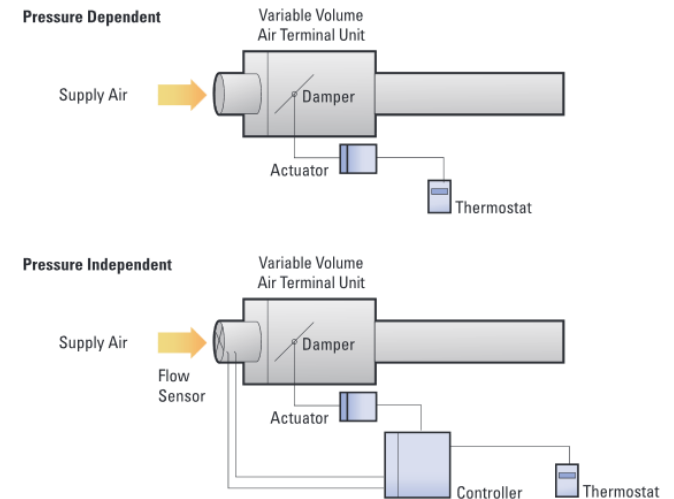 Pressure Dependent
Variable Volume
Air Terminal Unit
Supply Air
Damper
Actuator
Thermostat
Pressure Independent
Variable Volume
Air Terminal Unit
Supply Air
Damper
Flow
Sensor
Actuator
Controller
Thermostat